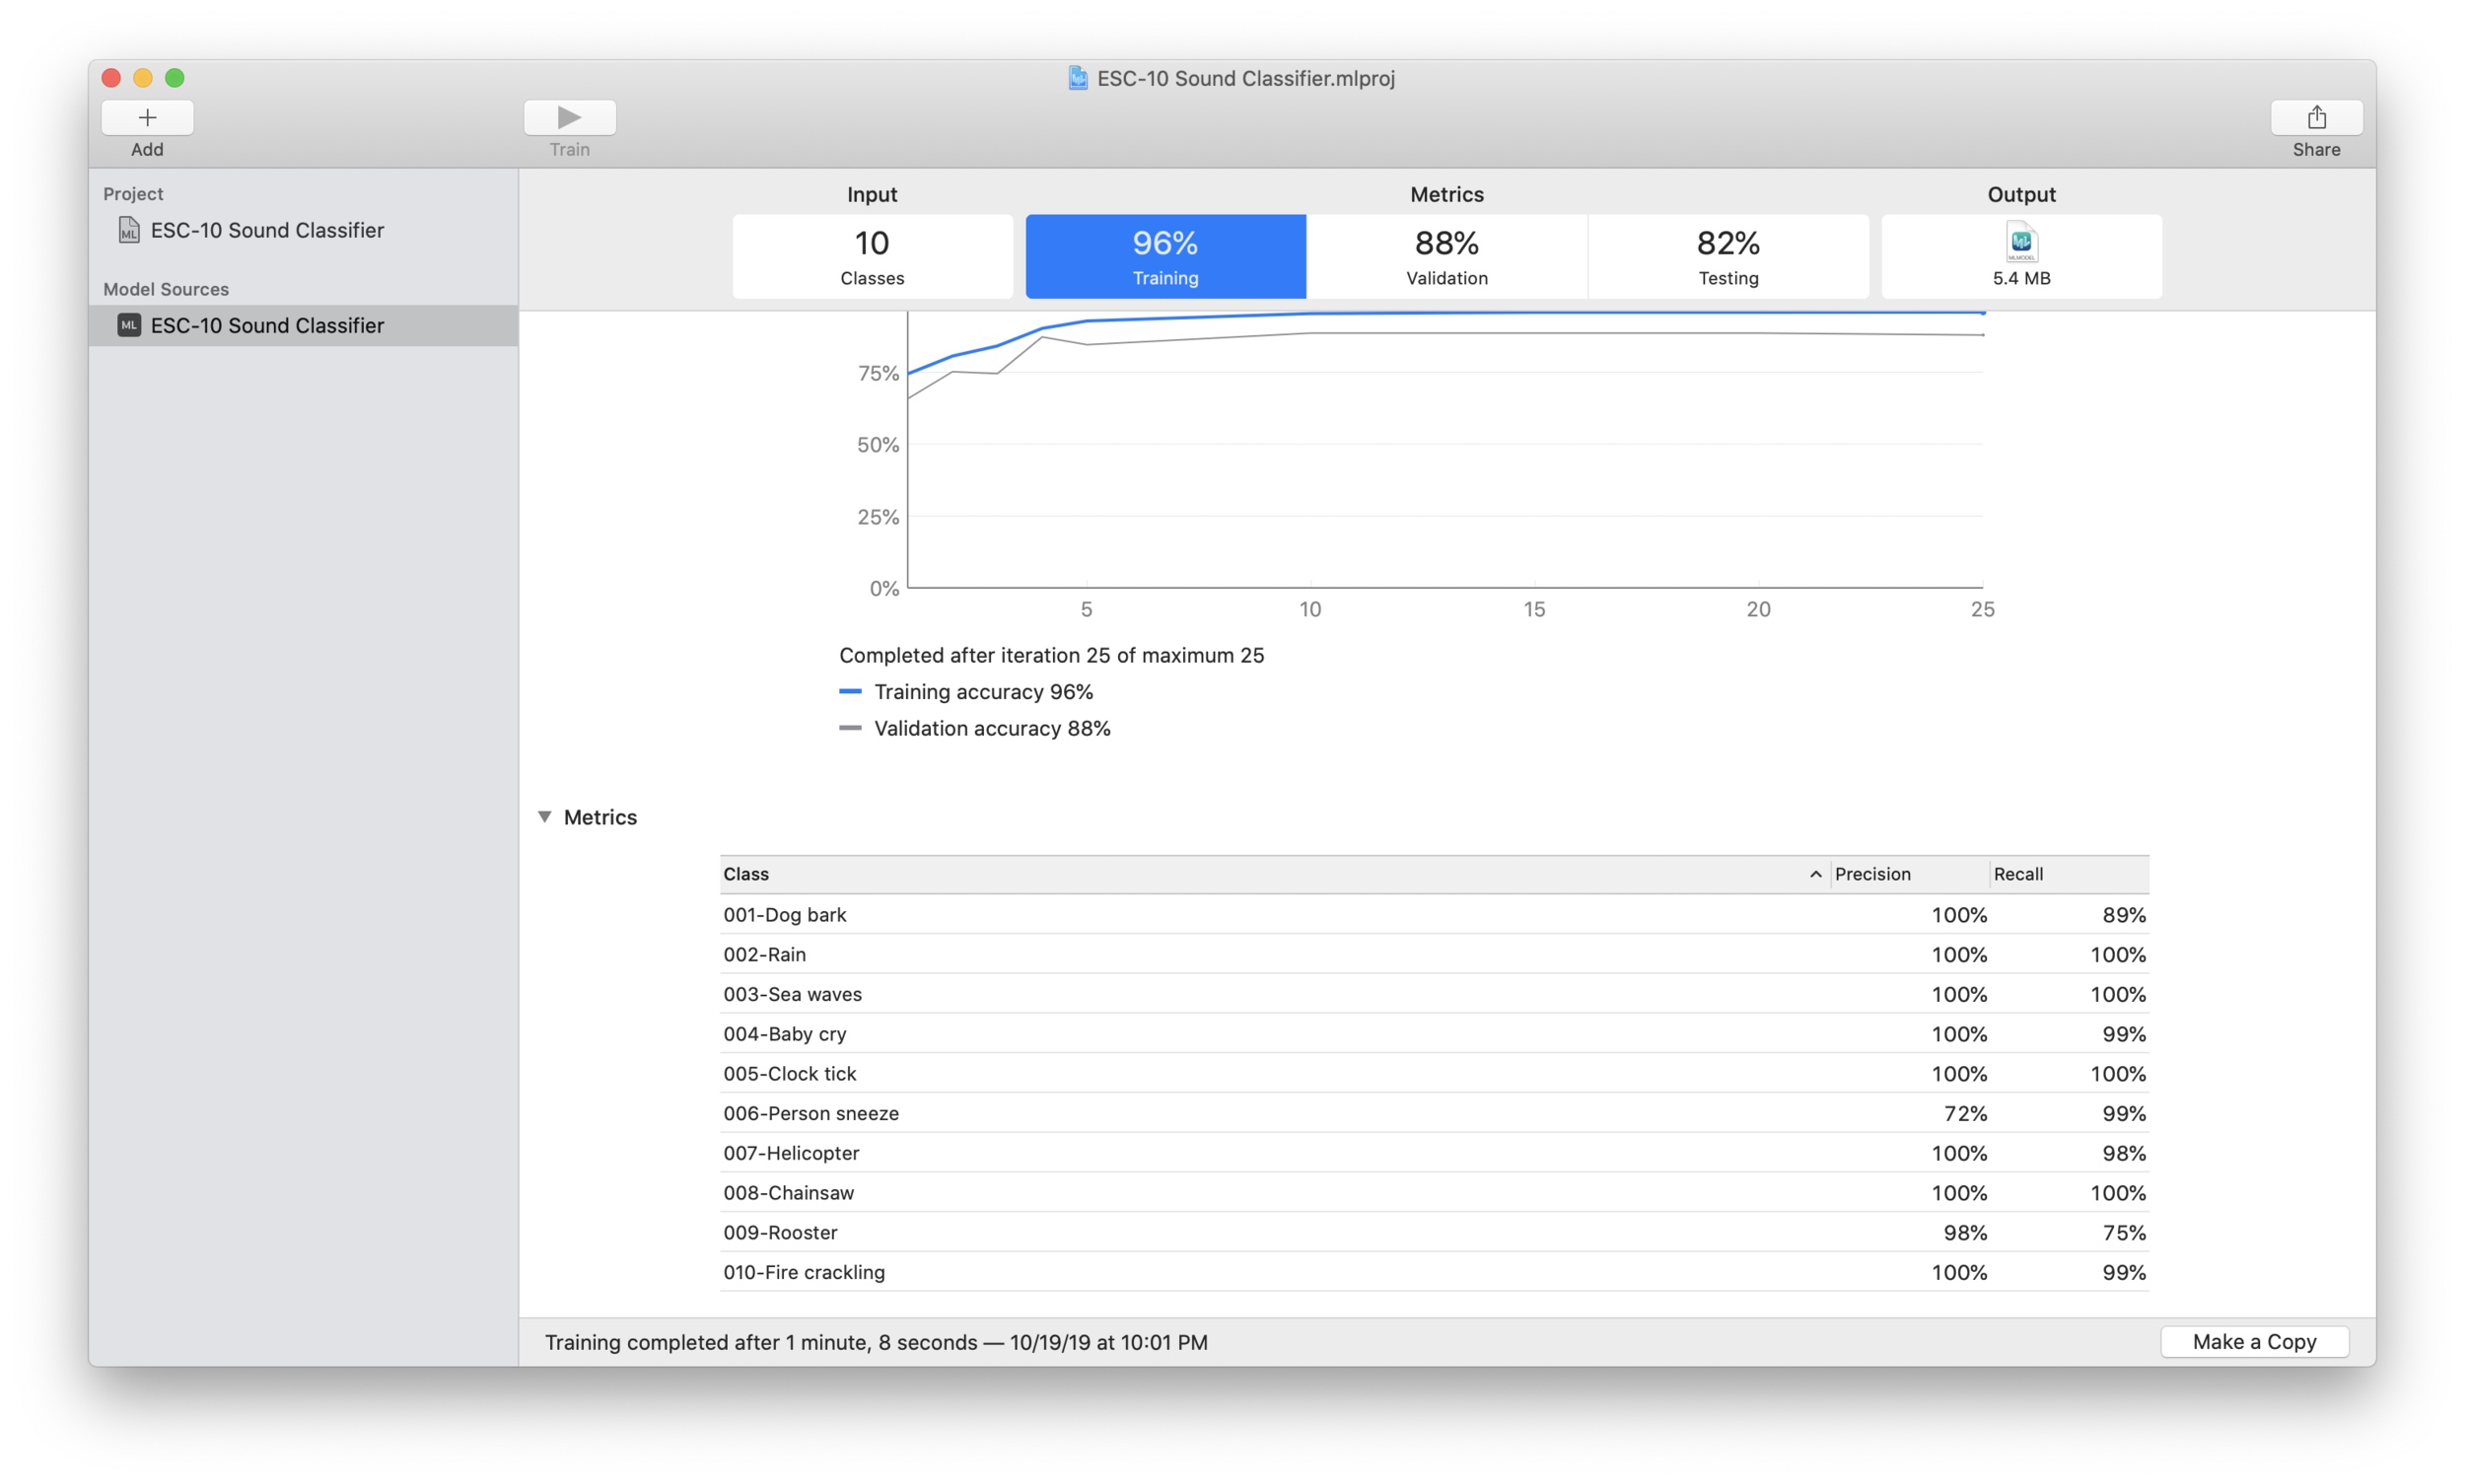 ESC-10 Sound Classifier.mlproj
Add
Train
Share
Project
ML ESC-10 Sound Classifier
Model Sources
ML ESC-10 Sound Classifier
Input Metrics Output
10 96% 88% 82%
MLMODEL
Classes Training Validation Testing 5.4 MB
75%
50%
25%
0%
5 10 15 20 25
Completed after iteration 25 of maximum 25
Training accuracy 96%
Validation accuracy 88%
Metrics
Class Precision Recall
001-Dog bark 100% 89%
002-Rain 100% 100%
003-Sea waves 100% 100%
004-Baby cry 100% 99%
005-Clock tick 100% 100%
006-Person sneeze 72% 99%
007-Helicopter 100% 98%
008-Chainsaw 100% 100%
009-Rooster 98% 75%
010-Fire crackling 100% 99%
Training completed after 1 minute, 8 seconds — 10/19/19 at 10:01 PM
Make a Copy